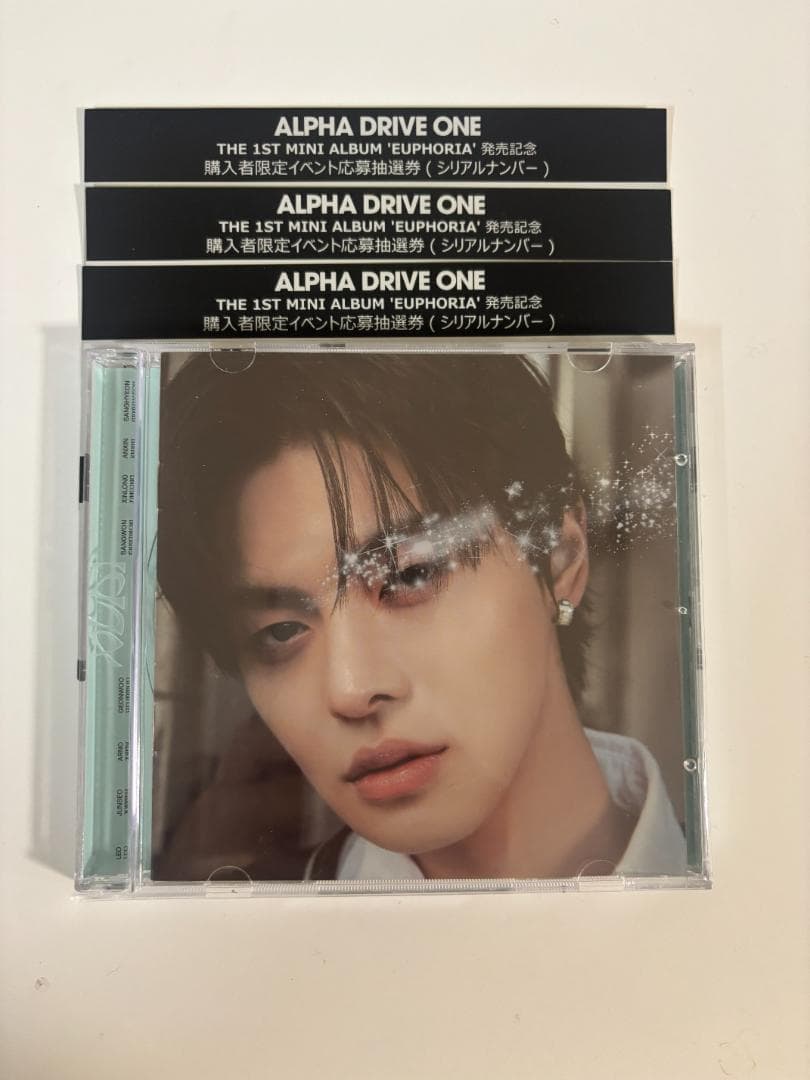 ALPHA DRIVE ONE
THE 1ST MINI ALBUM 'EUPHORIA' 発売記念
購入者限定イベント応募抽選券 ( シリアルナンバー )
ALPHA DRIVE ONE
THE 1ST MINI ALBUM 'EUPHORIA' 発売記念
購入者限定イベント応募抽選券 ( シリアルナンバー )
ALPHA DRIVE ONE
THE 1ST MINI ALBUM 'EUPHORIA' 発売記念
購入者限定イベント応募抽選券 ( シリアルナンバー )
SANGHYEON
ANXIN
XINLONG
SANGWON
GEONWOO
ARNO
JUNSEO
LEO